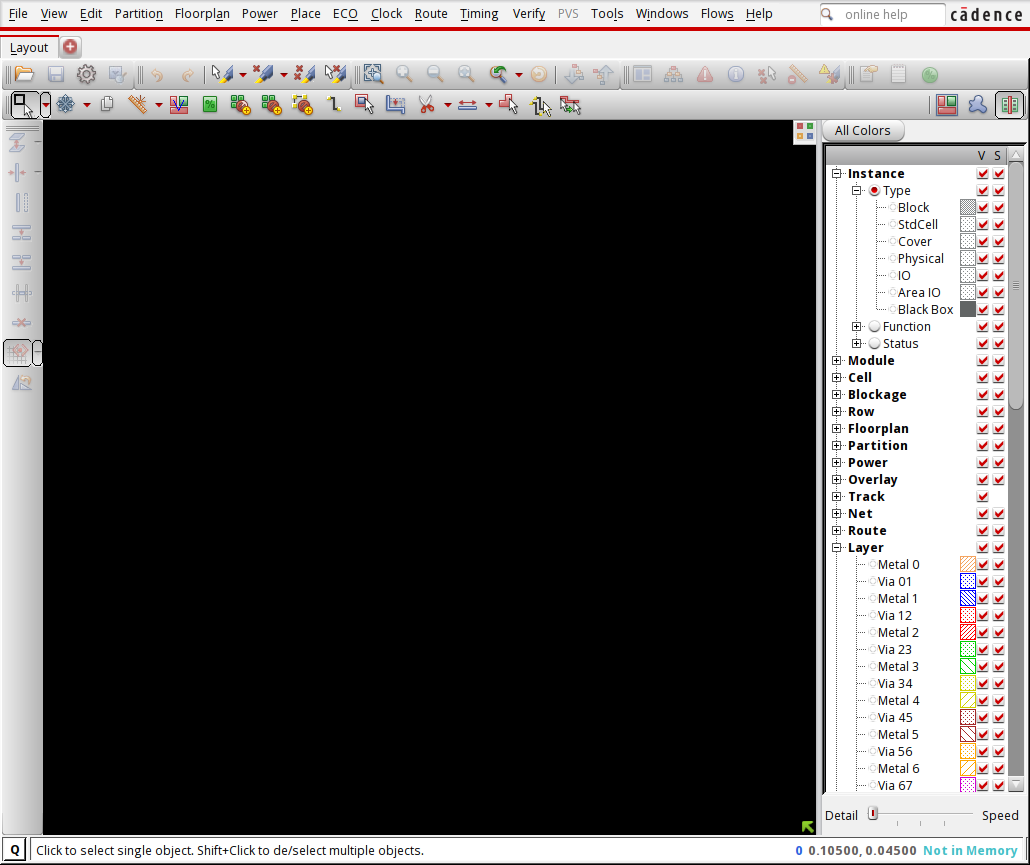 File View Edit Partition Floorplan Power Place ECO Clock Route Timing Verify PVS Tools Windows Flows Help online help cādence
Layout
All Colors
V S
Instance
Type
Block
StdCell
Cover
Physical
IO
Area IO
Black Box
Function
Status
Module
Cell
Blockage
Row
Floorplan
Partition
Power
Overlay
Track
Net
Route
Layer
Metal 0
Via 01
Metal 1
Via 12
Metal 2
Via 23
Metal 3
Via 34
Metal 4
Via 45
Metal 5
Via 56
Metal 6
Via 67
Detail Speed
Q Click to select single object. Shift+Click to de/select multiple objects. 0 0.10500, 0.04500 Not in Memory